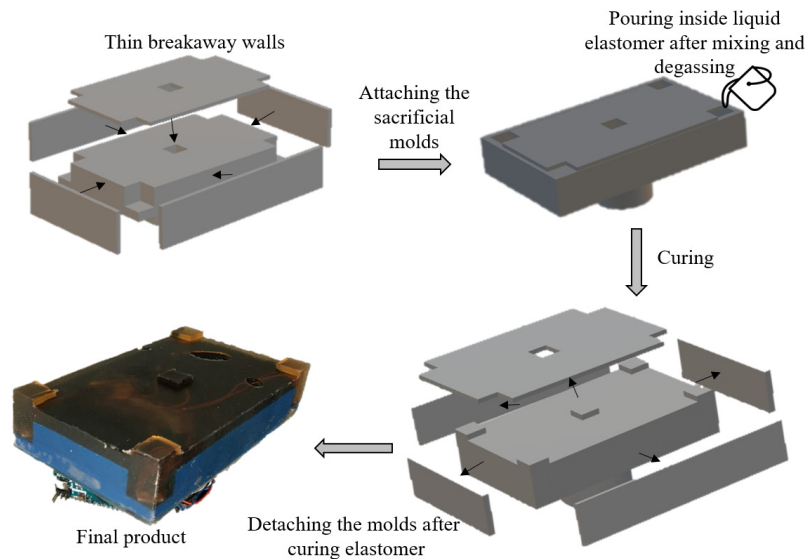 Thin breakaway walls
Attaching the
sacrificial
molds
Pouring inside liquid
elastomer after mixing and
degassing
Curing
Detaching the molds after
curing elastomer
Final product